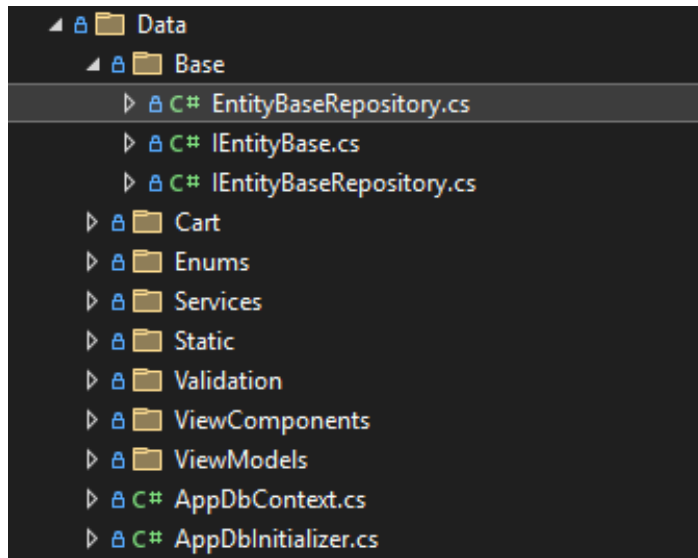 Data
Base
C# EntityBaseRepository.cs
C# IEntityBase.cs
C# IEntityBaseRepository.cs
Cart
Enums
Services
Static
Validation
ViewComponents
ViewModels
C# AppDbContext.cs
C# AppDbInitializer.cs